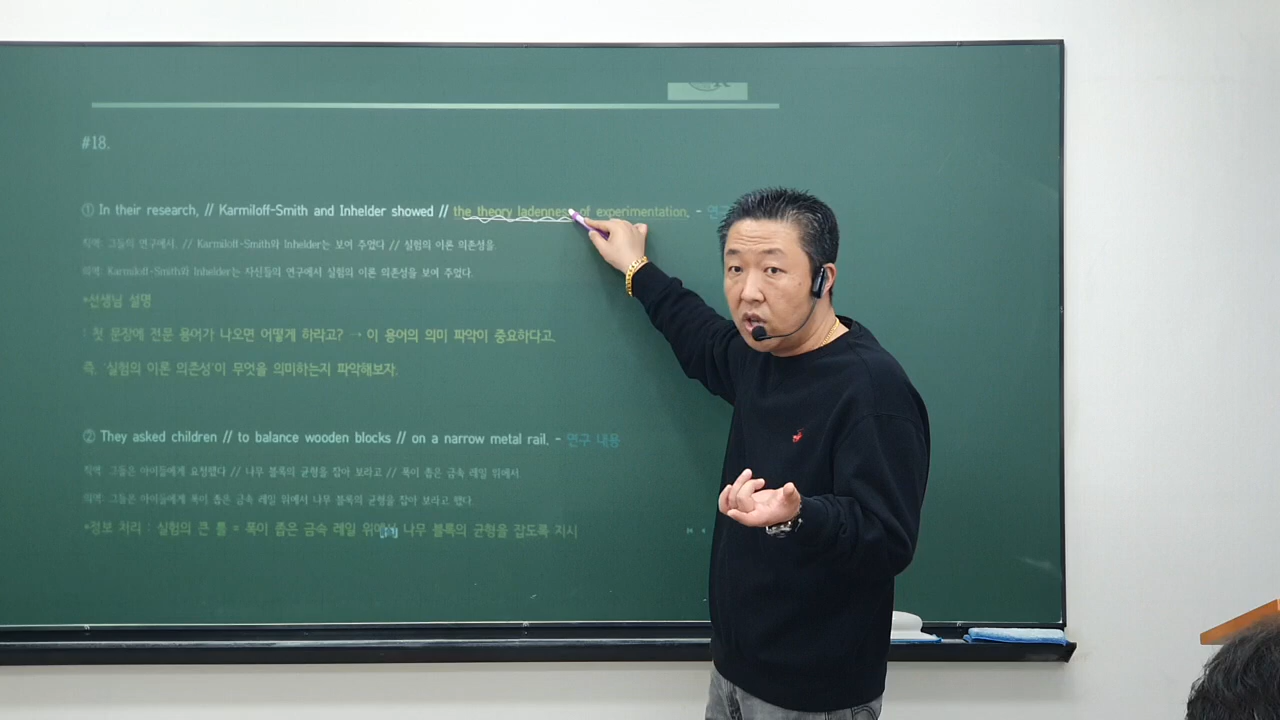 #18.
① In their research, // Karmiloff-Smith and Inhelder showed // the theory ladenness of experimentation. - 연구
직역: 그들의 연구에서, // Karmiloff-Smith와 Inhelder는 보여 주었다 // 실험의 이론 의존성을
의역: Karmiloff-Smith와 Inhelder는 자신들의 연구에서 실험의 이론 의존성을 보여 주었다.
*선생님 설명
: 첫 문장에 전문 용어가 나오면 어떻게 하라고? → 이 용어의 의미 파악이 중요하다고.
즉, '실험의 이론 의존성'이 무엇을 의미하는지 파악해보자.
② They asked children // to balance wooden blocks // on a narrow metal rail. - 연구 내용
직역: 그들은 아이들에게 요청했다 // 나무 블록의 균형을 잡아 보라고 // 폭이 좁은 금속 레일 위에서
의역: 그들은 아이들에게 폭이 좁은 금속 레일 위에서 나무 블록의 균형을 잡아 보라고 했다.
*정보 처리 : 실험의 큰 틀 = 폭이 좁은 금속 레일 위에서 나무 블록의 균형을 잡도록 지시